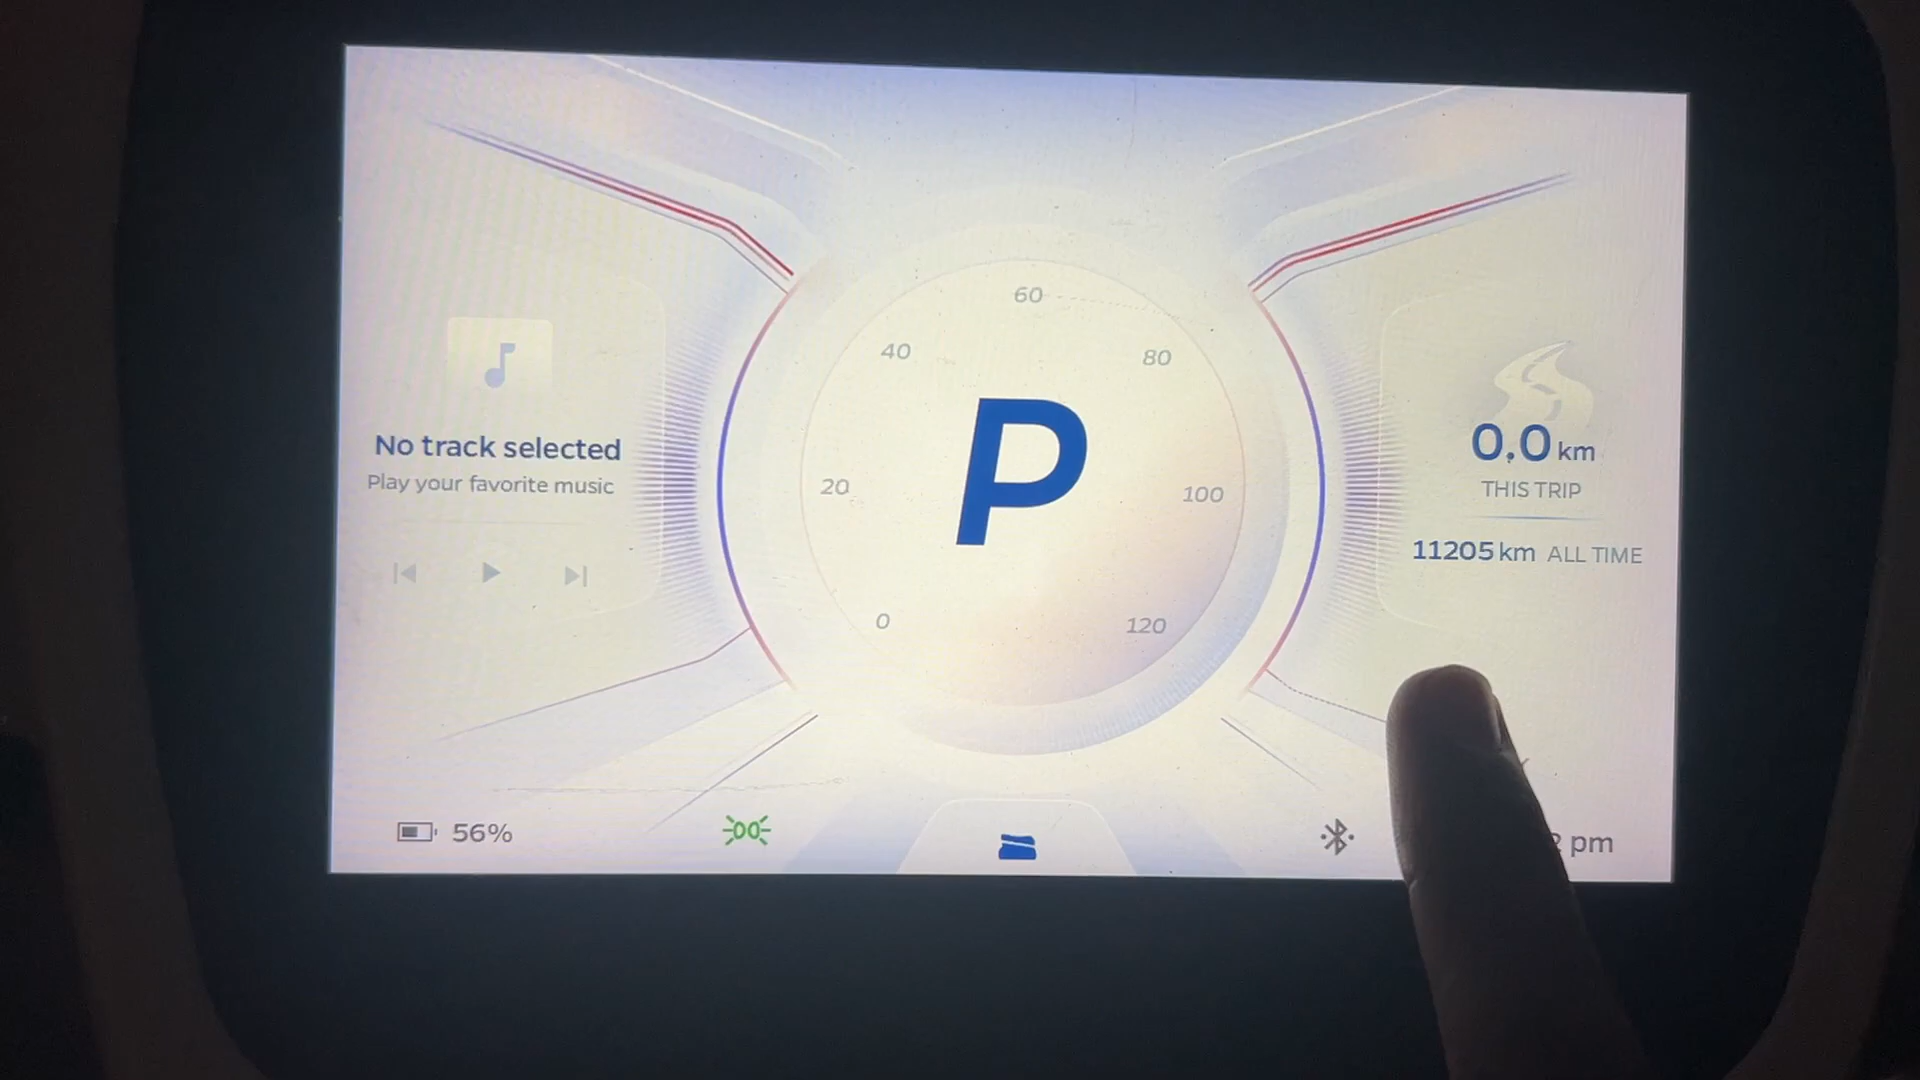 60
40
80
P
20
100
0
120
No track selected
Play your favorite music
0.0 km
THIS TRIP
11205 km ALL TIME
56%
pm